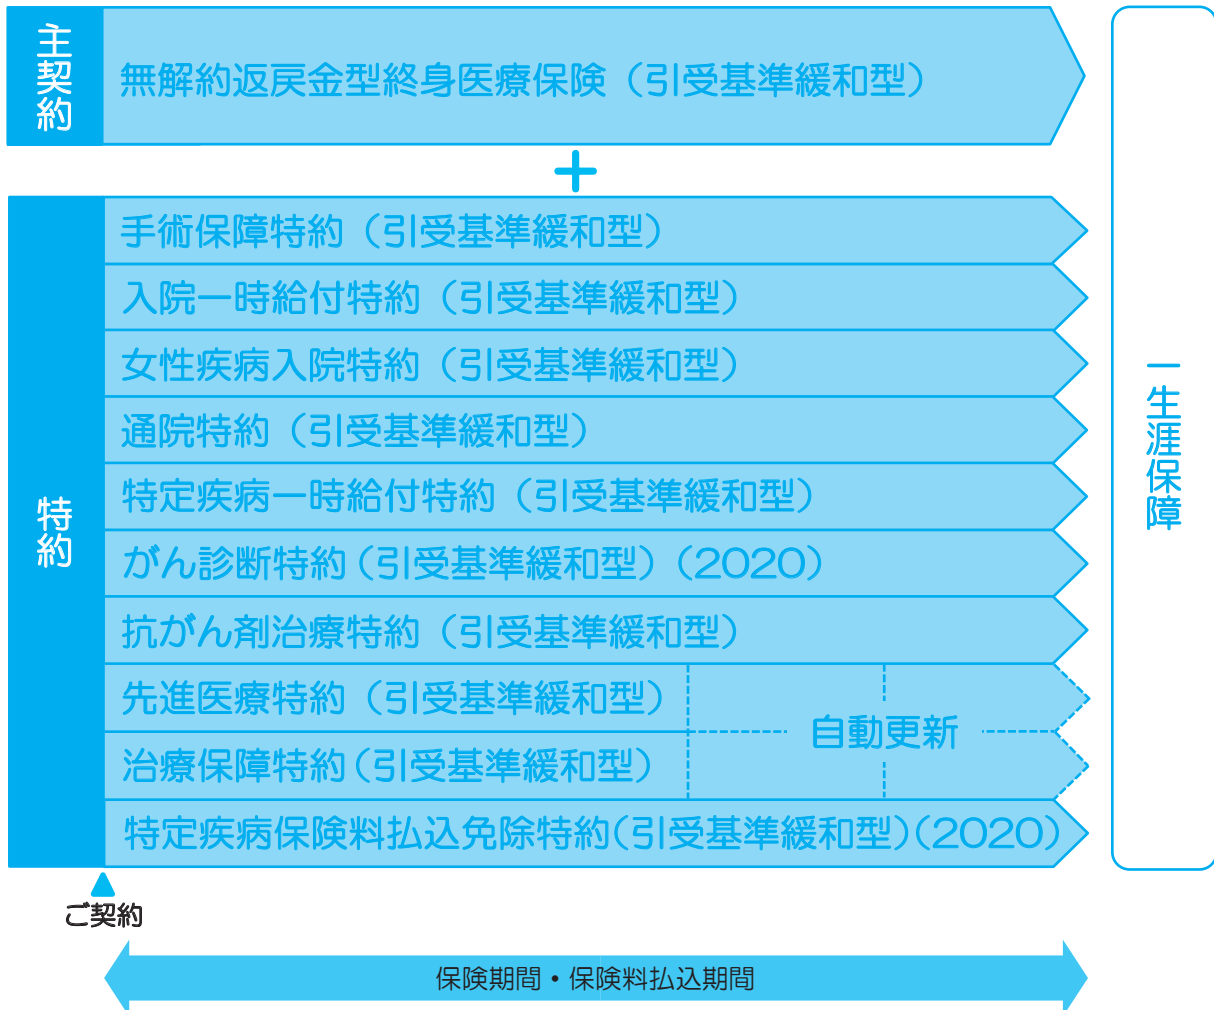 主契約
無解約返戻金型終身医療保険（引受基準緩和型）
+
特約
手術保障特約（引受基準緩和型）
入院一時給付特約（引受基準緩和型）
女性疾病入院特約（引受基準緩和型）
通院特約（引受基準緩和型）
特定疾病一時給付特約（引受基準緩和型）
がん診断特約(引受基準緩和型)（2020）
抗がん剤治療特約（引受基準緩和型）
先進医療特約（引受基準緩和型）
治療保障特約(引受基準緩和型)
自動更新
特定疾病保険料払込免除特約(引受基準緩和型)(2020)
一生涯保障
ご契約
保険期間・保険料払込期間